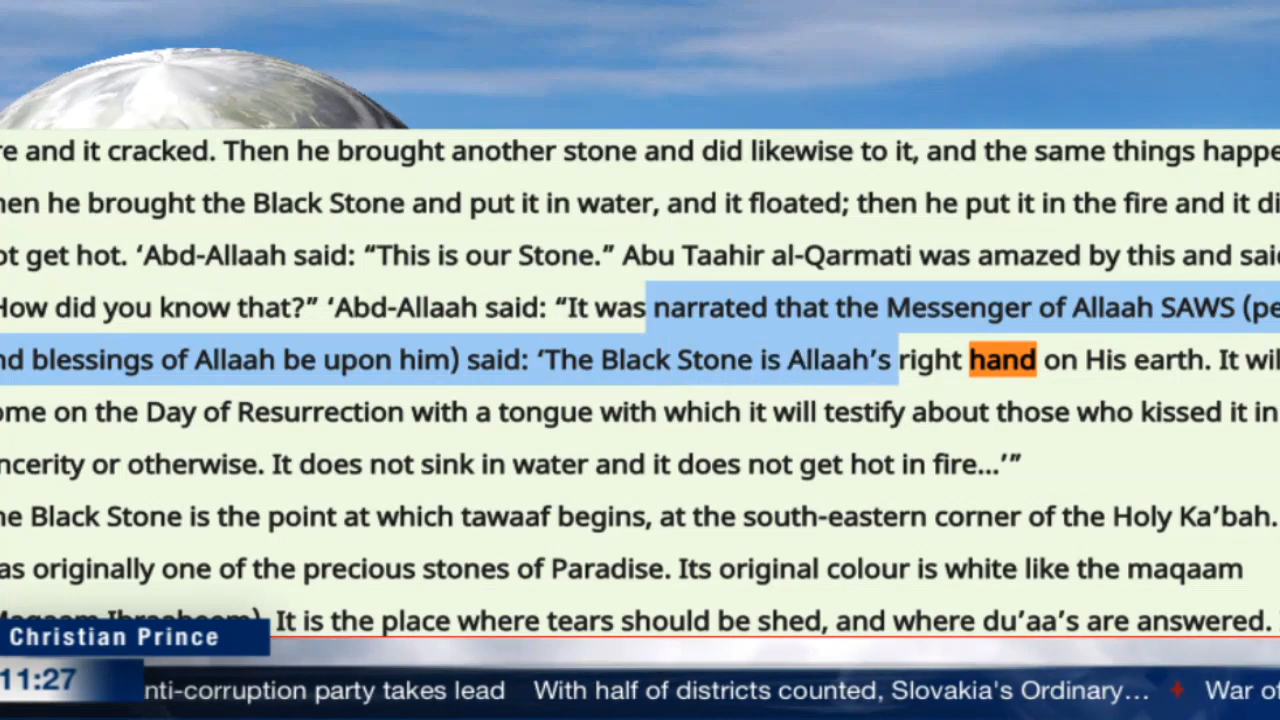 re and it cracked. Then he brought another stone and did likewise to it, and the same things happe
hen he brought the Black Stone and put it in water, and it floated; then he put it in the fire and it di
ot get hot. ‘Abd-Allaah said: “This is our Stone.” Abu Taahir al-Qarmati was amazed by this and said
How did you know that?” ‘Abd-Allaah said: “It was narrated that the Messenger of Allaah SAWS (pe
nd blessings of Allaah be upon him) said: ‘The Black Stone is Allaah’s right hand on His earth. It wil
ome on the Day of Resurrection with a tongue with which it will testify about those who kissed it in
ncerity or otherwise. It does not sink in water and it does not get hot in fire…’”
he Black Stone is the point at which tawaaf begins, at the south-eastern corner of the Holy Ka’bah.
as originally one of the precious stones of Paradise. Its original colour is white like the maqaam
It is the place where tears should be shed, and where du’aa’s are answered.
Christian Prince
11:27
nti-corruption party takes lead With half of districts counted, Slovakia's Ordinary... War of